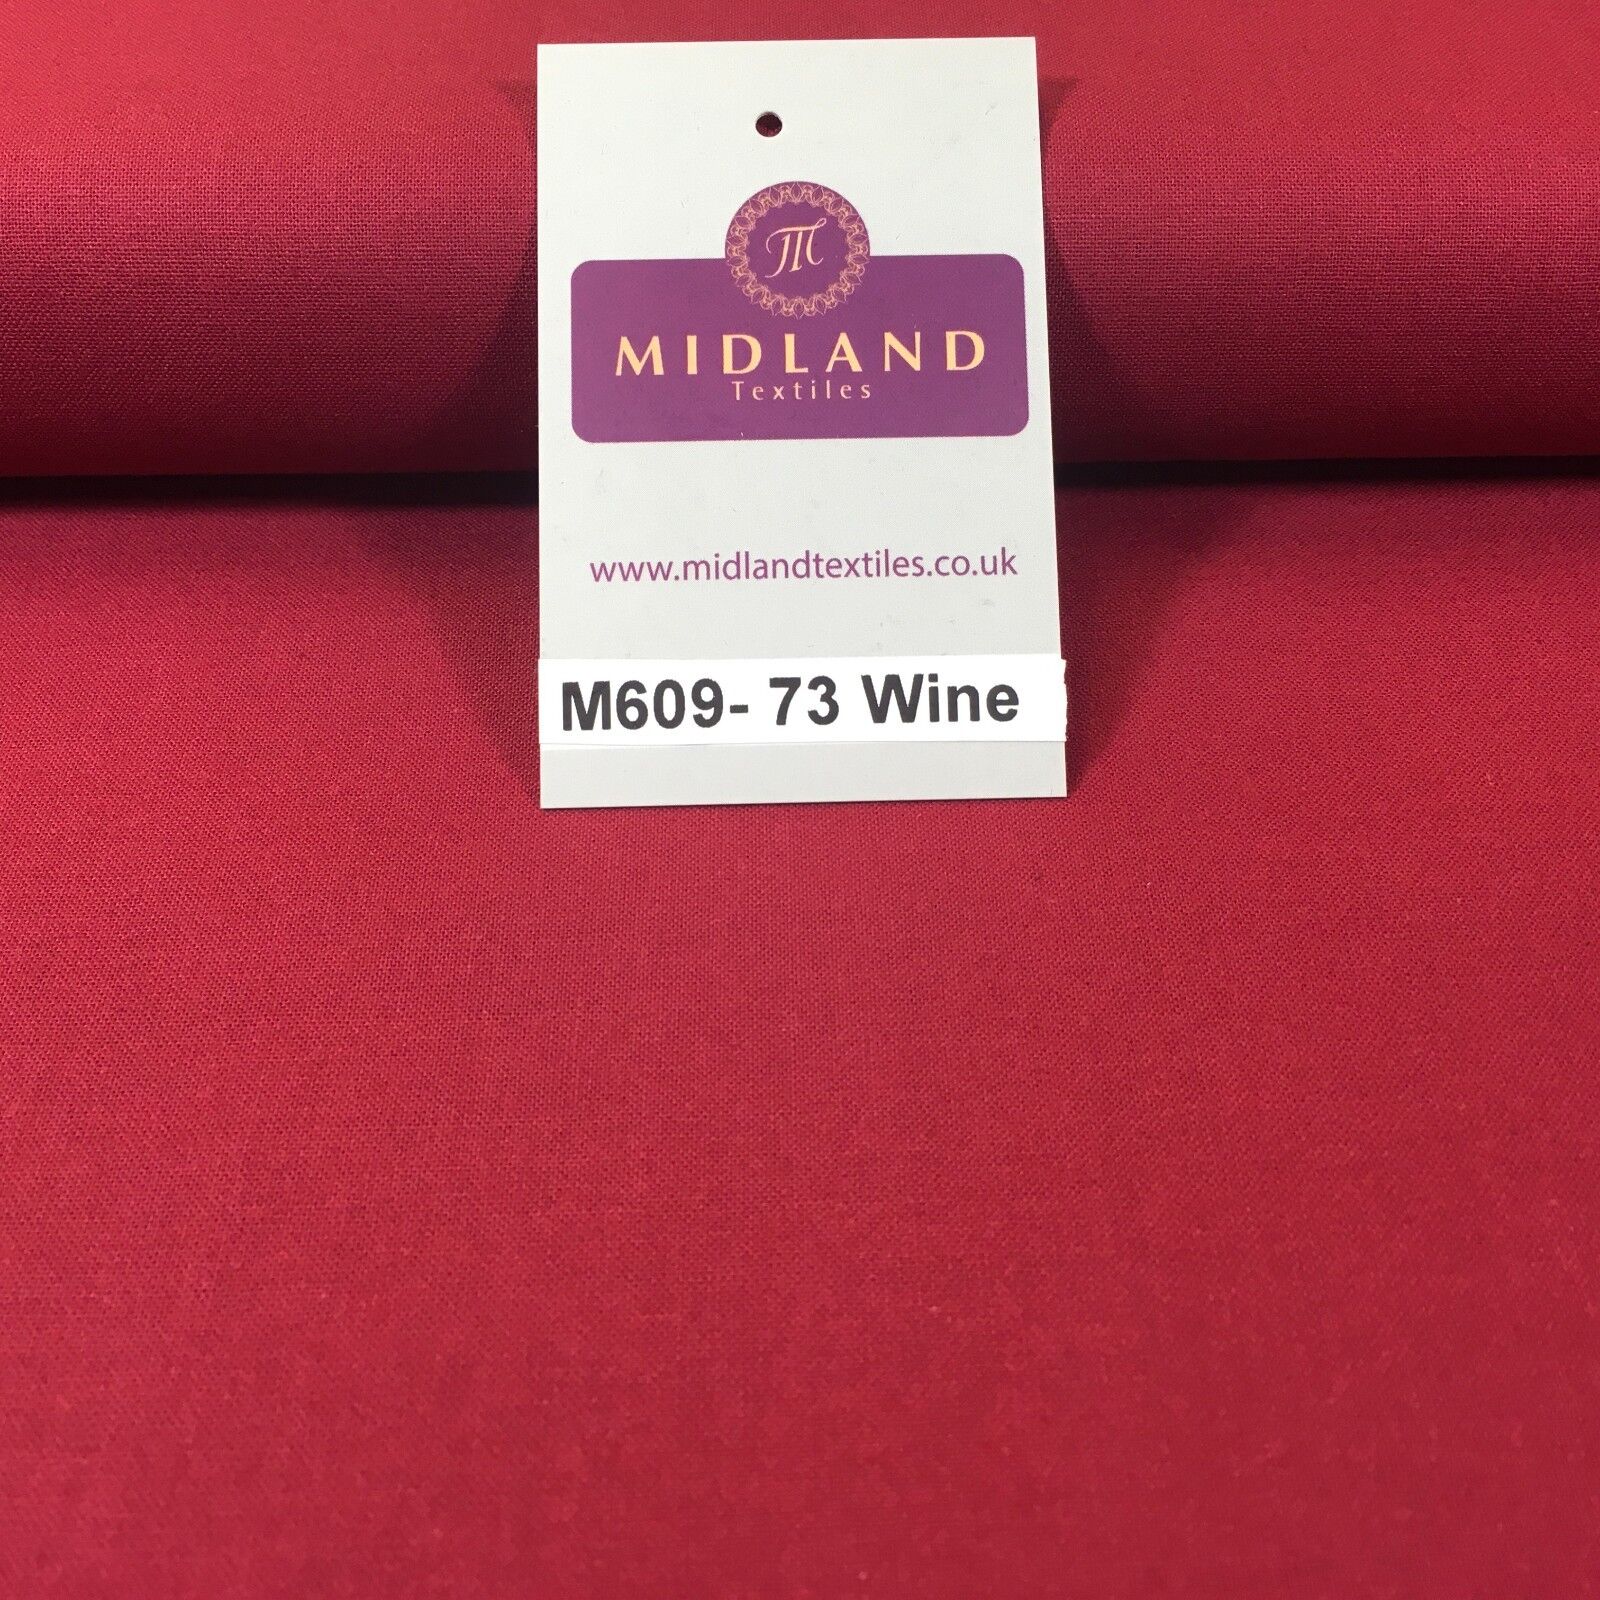 M
MIDLAND
Textiles
www.midlandtextiles.co.uk
M609- 73 Wine